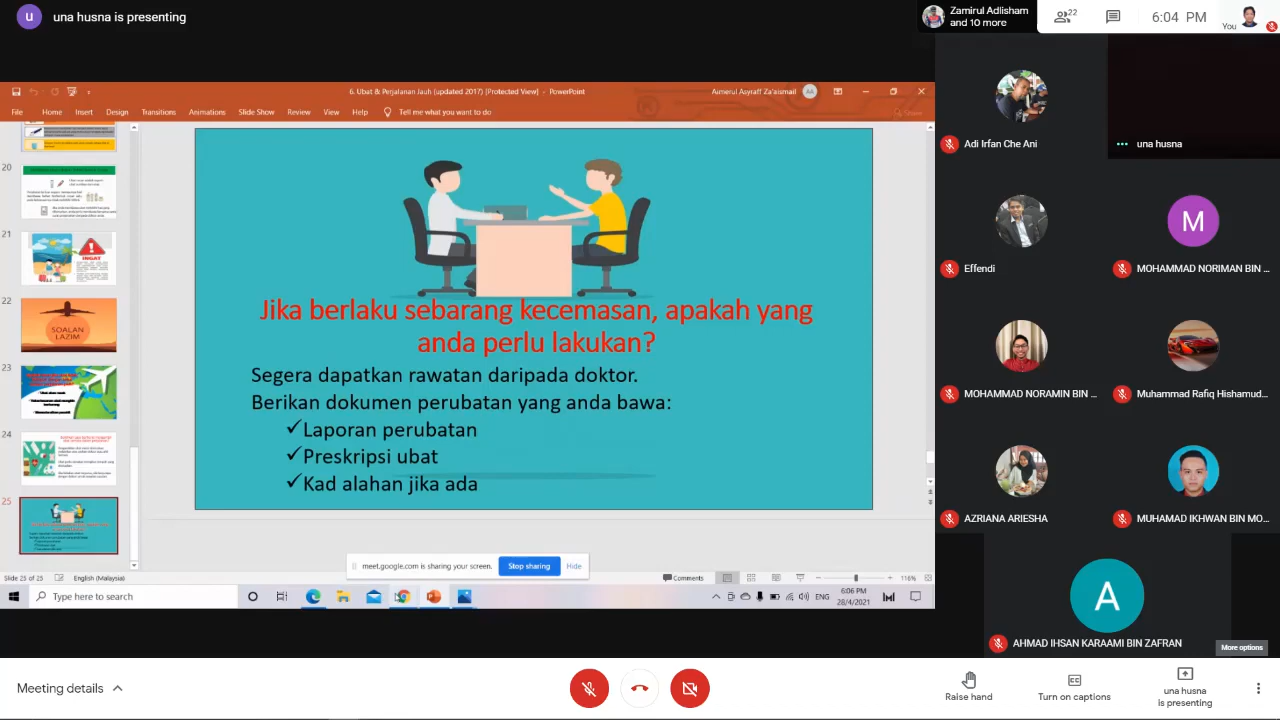 u
una husna is presenting
Zamirul Adlisham
and 10 more
22
6:04 PM
You
6. Ubat & Perjalanan Jauh (updated 2017) [Protected View] - PowerPoint
Aimerul Asyraff Za'aismail
AA
File Home Insert Design Transitions Animations Slide Show Review View Help Tell me what you want to do
20
21
INGAT
22
SOALAN
LAZIM
23
25
Jika berlaku sebarang kecemasan, apakah yang
anda perlu lakukan?
Segera dapatkan rawatan daripada doktor.
Berikan dokumen perubatan yang anda bawa:
✓Laporan perubatan
✓Preskripsi ubat
✓Kad alahan jika ada
meet.google.com is sharing your screen.
Stop sharing
Hide
Slide 25 of 25
English (Malaysia)
Comments
116%
Type here to search
ENG
6:06 PM
28/4/2021
Adi Irfan Che Ani
una husna
Effendi
M
MOHAMMAD NORIMAN BIN ...
MOHAMMAD NORAMIN BIN ...
Muhammad Rafiq Hishamud...
AZRIANA ARIESHA
MUHAMAD IKHWAN BIN MO...
A
AHMAD IHSAN KARAAMI BIN ZAFRAN
More options
Meeting details
Raise hand
Turn on captions
una husna
is presenting